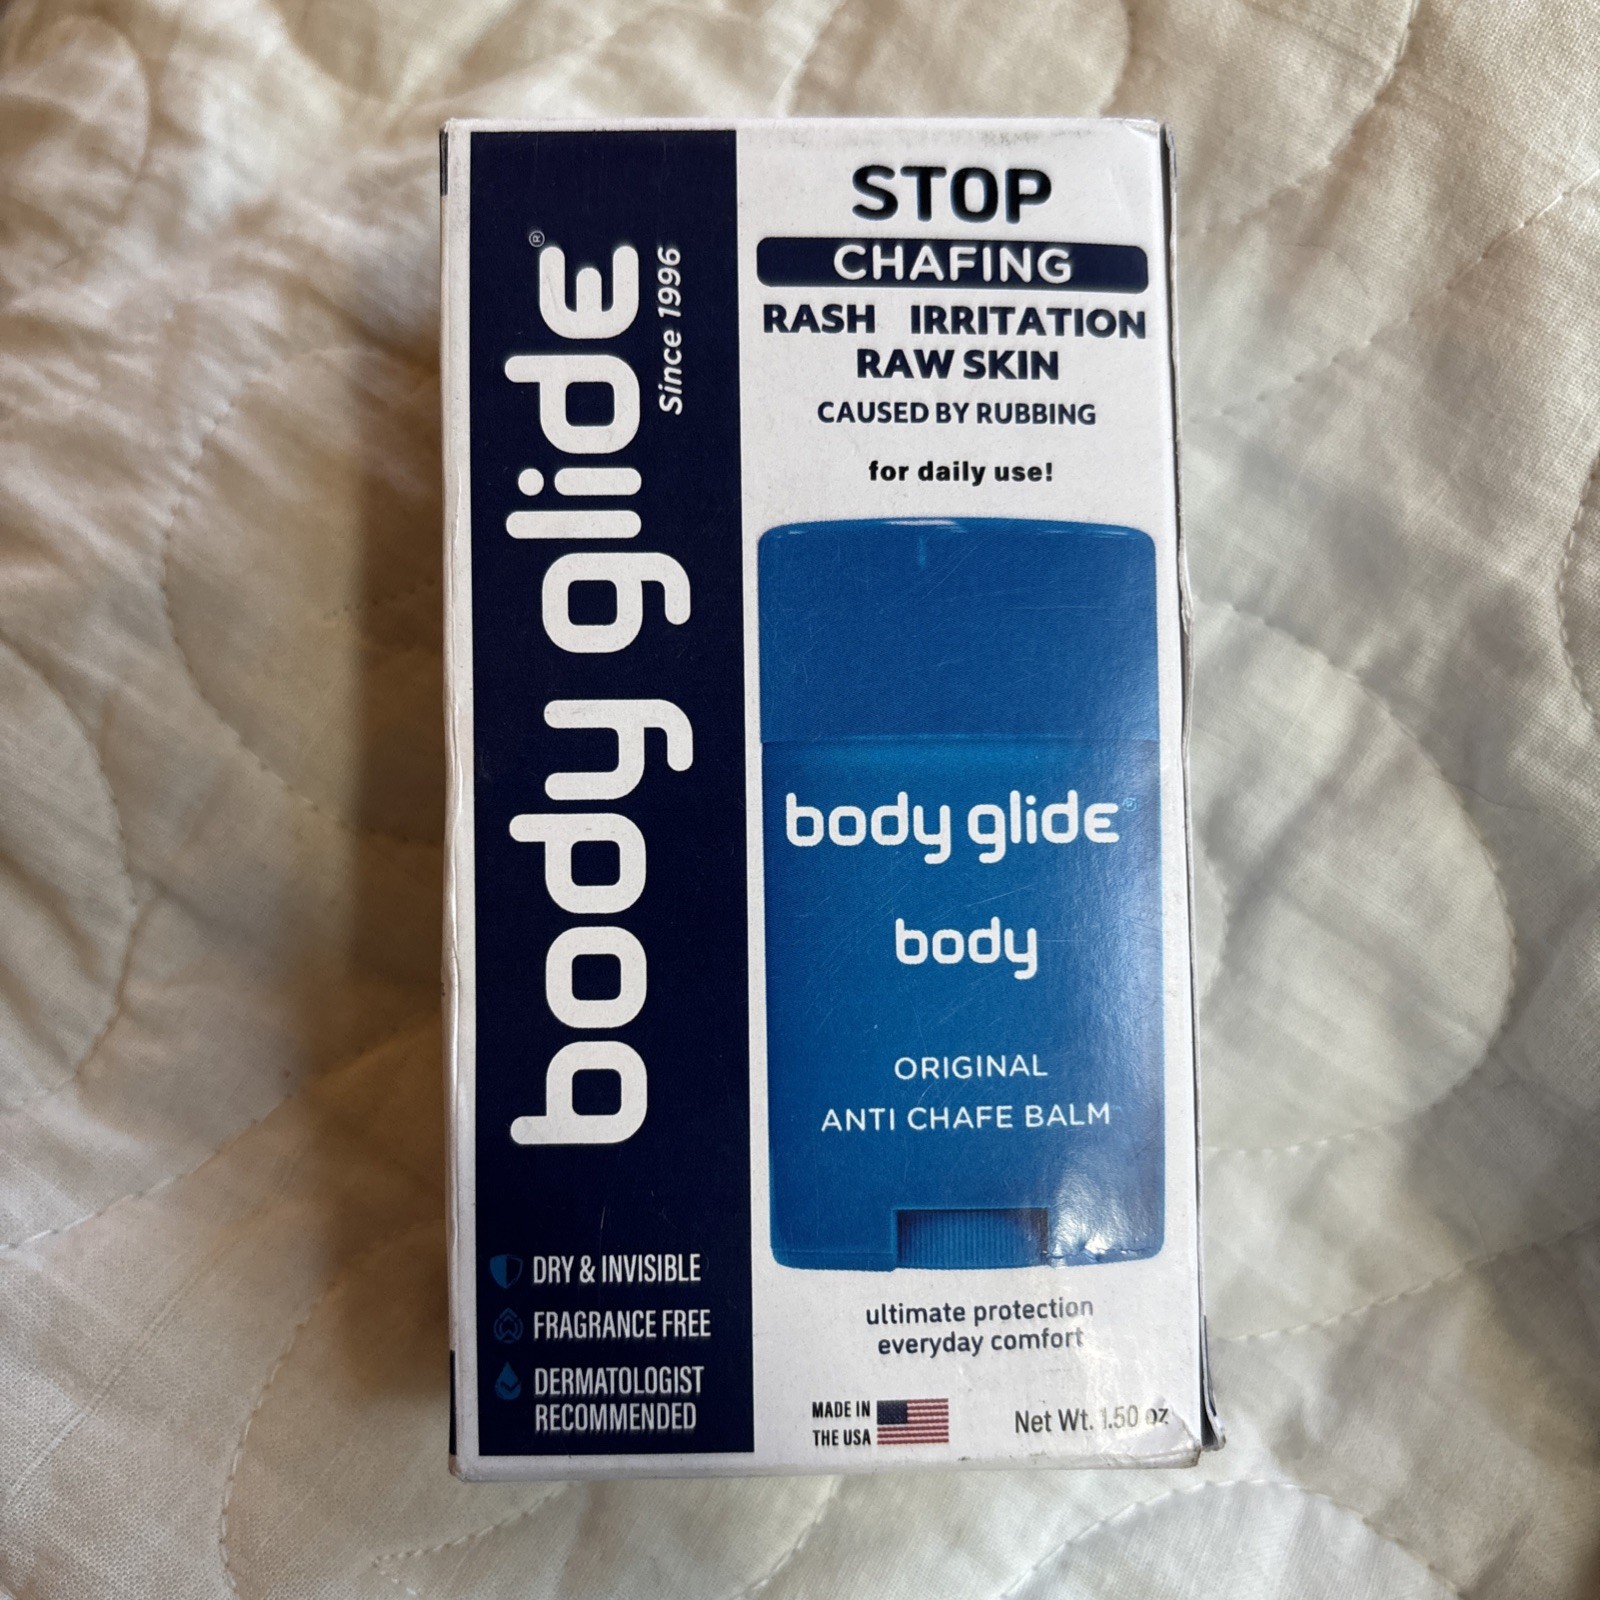 body glide®
Since 1996
DRY & INVISIBLE
FRAGRANCE FREE
DERMATOLOGIST
RECOMMENDED
STOP
CHAFING
RASH IRRITATION
RAW SKIN
CAUSED BY RUBBING
for daily use!
body glide®
body
ORIGINAL
ANTI CHAFE BALM
ultimate protection
everyday comfort
MADE IN
THE USA
Net Wt. 1.50 oz